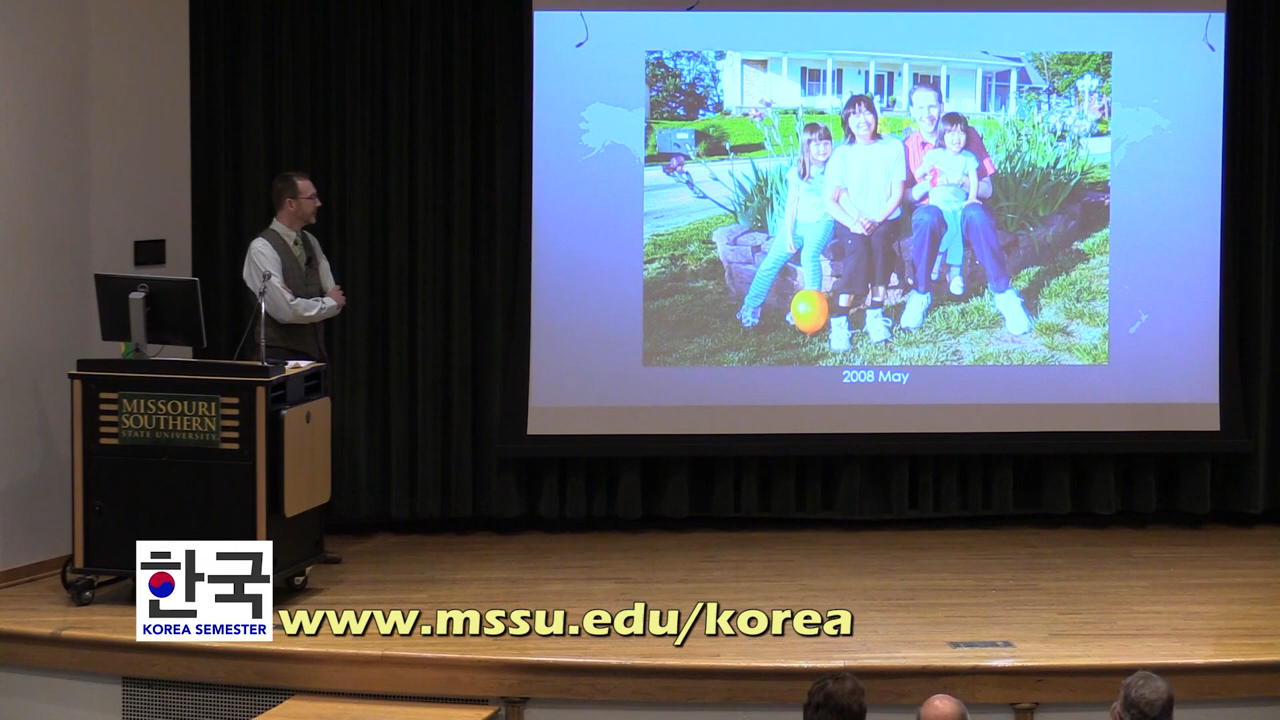 2008 May
MISSOURI
SOUTHERN
STATE UNIVERSITY
한국
KOREA SEMESTER
www.mssu.edu/korea